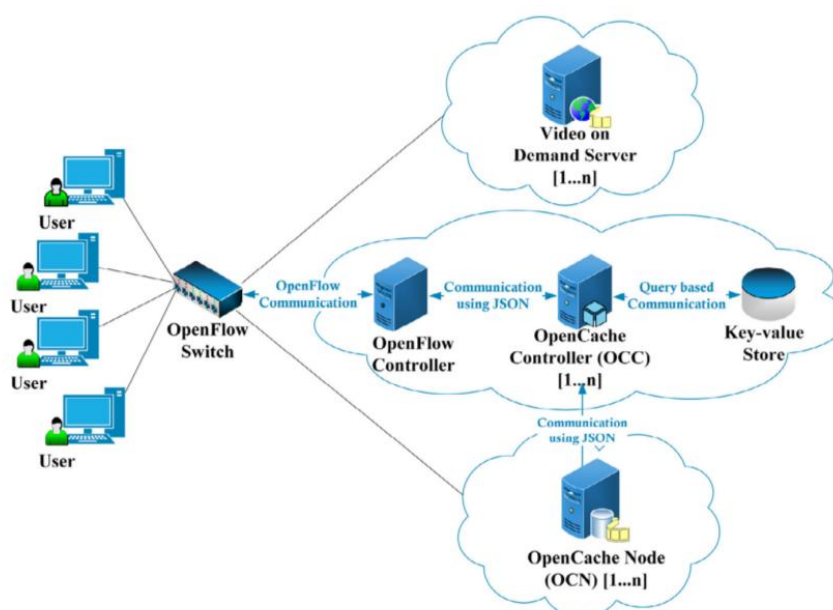 Video on
Demand Server
[1...n]
User
User
User
User
OpenFlow
Switch
OpenFlow
Communication
OpenFlow
Controller
Communication
using JSON
OpenCache
Controller (OCC)
[1...n]
Query based
Communication
Key-value
Store
Communication
using JSON
OpenCache Node
(OCN) [1...n]